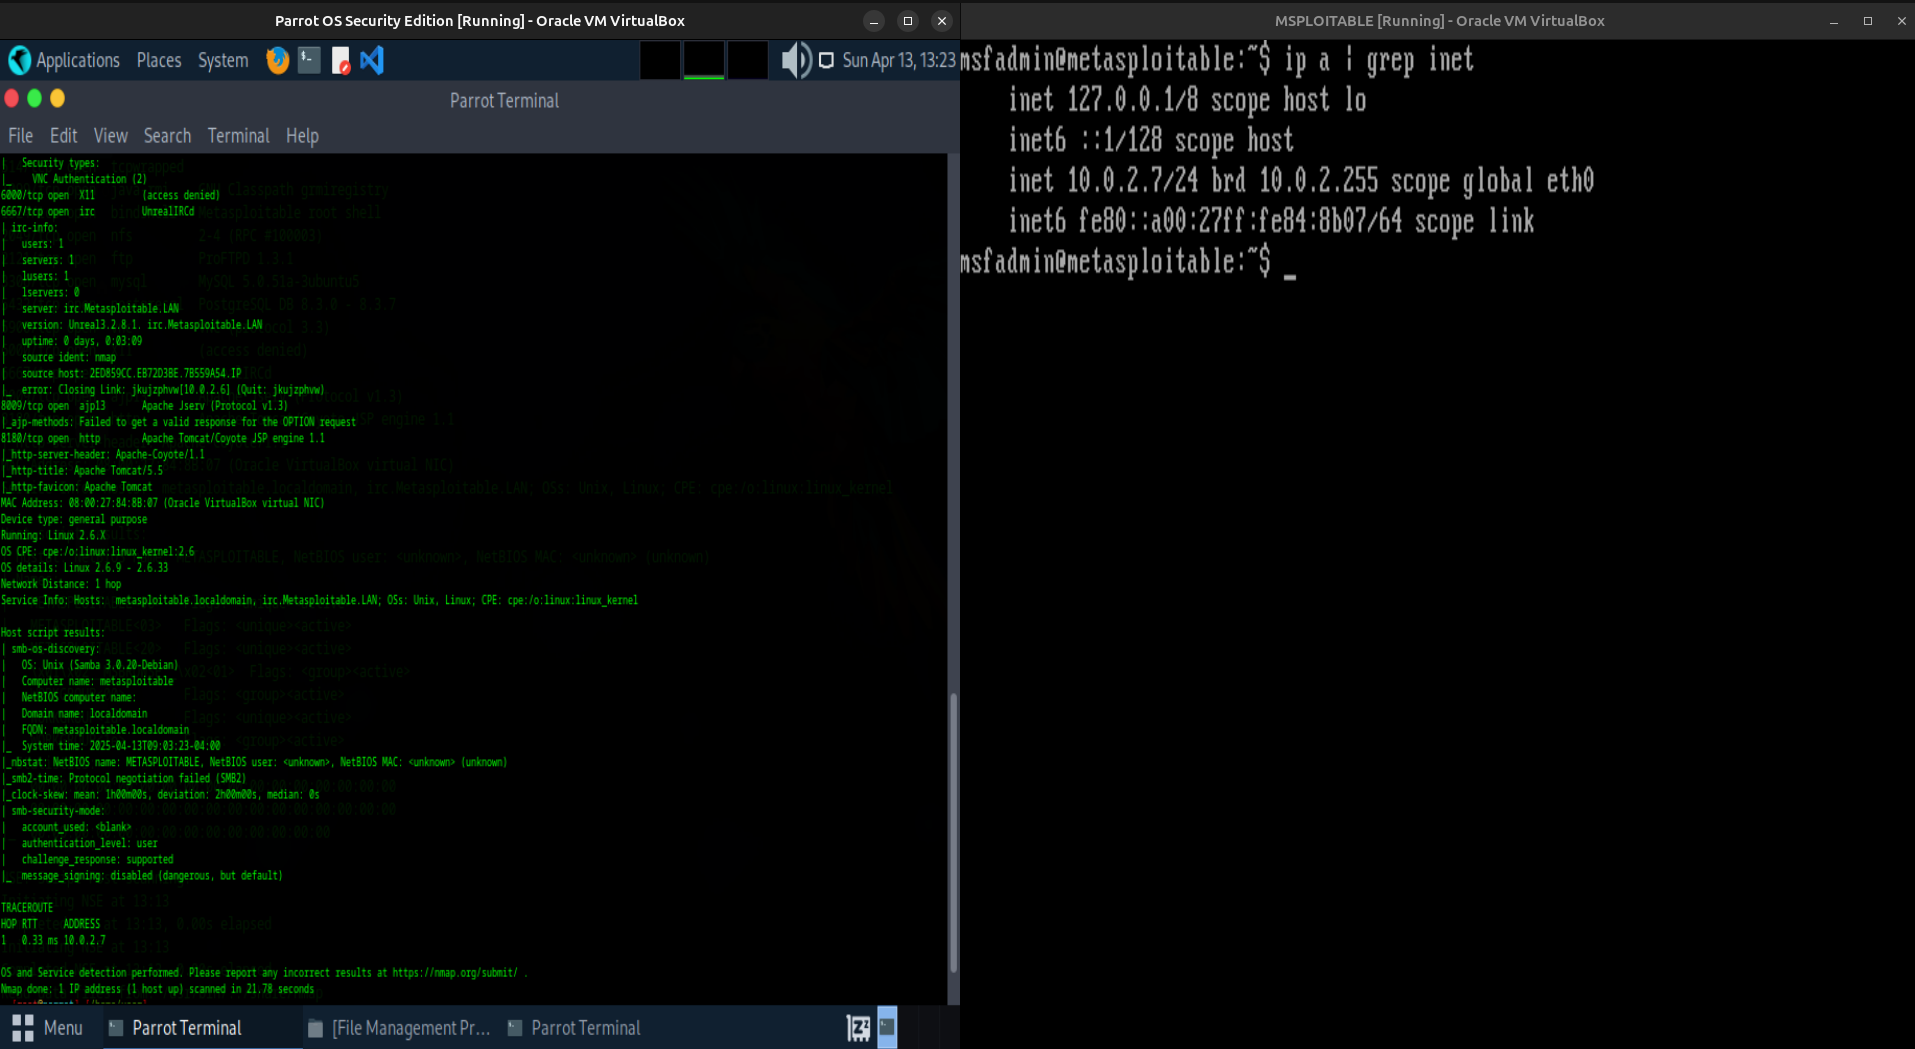 Parrot OS Security Edition [Running] - Oracle VM VirtualBox
Applications Places System Sun Apr 13, 13:23
Parrot Terminal
File Edit View Search Terminal Help
|   Security types:
|_    VNC Authentication (2)
6000/tcp open  X11         (access denied)
6667/tcp open  irc         UnrealIRCd
| irc-info:
|   users: 1
|   servers: 1
|   lusers: 1
|   lservers: 0
|   server: irc.Metasploitable.LAN
|   version: Unreal3.2.8.1. irc.Metasploitable.LAN
|   uptime: 0 days, 0:03:09
|   source ident: nmap
|   source host: 2ED859CC.EB72D3BE.7B559A54.IP
|_  error: Closing Link: jkujzphvw[10.0.2.6] (Quit: jkujzphvw)
8009/tcp open  ajp13       Apache Jserv (Protocol v1.3)
|_ajp-methods: Failed to get a valid response for the OPTION request
8180/tcp open  http        Apache Tomcat/Coyote JSP engine 1.1
|_http-server-header: Apache-Coyote/1.1
|_http-title: Apache Tomcat/5.5
|_http-favicon: Apache Tomcat
MAC Address: 08:00:27:84:8B:07 (Oracle VirtualBox virtual NIC)
Device type: general purpose
Running: Linux 2.6.X
OS CPE: cpe:/o:linux:linux_kernel:2.6
OS details: Linux 2.6.9 - 2.6.33
Network Distance: 1 hop
Service Info: Hosts:  metasploitable.localdomain, irc.Metasploitable.LAN; OSs: Unix, Linux; CPE: cpe:/o:linux:linux_kernel
Host script results:
| smb-os-discovery:
|   OS: Unix (Samba 3.0.20-Debian)
|   Computer name: metasploitable
|   NetBIOS computer name:
|   Domain name: localdomain
|   FQDN: metasploitable.localdomain
|_  System time: 2025-04-13T09:03:23-04:00
|_nbstat: NetBIOS name: METASPLOITABLE, NetBIOS user: <unknown>, NetBIOS MAC: <unknown> (unknown)
|_smb2-time: Protocol negotiation failed (SMB2)
|_clock-skew: mean: 1h00m00s, deviation: 2h00m00s, median: 0s
| smb-security-mode:
|   account_used: <blank>
|   authentication_level: user
|   challenge_response: supported
|_  message_signing: disabled (dangerous, but default)
TRACEROUTE
HOP RTT     ADDRESS
1   0.33 ms 10.0.2.7
OS and Service detection performed. Please report any incorrect results at https://nmap.org/submit/ .
Nmap done: 1 IP address (1 host up) scanned in 21.78 seconds
Menu Parrot Terminal [File Management Pr... Parrot Terminal
MSPLOITABLE [Running] - Oracle VM VirtualBox
msfadmin@metasploitable:~$ ip a | grep inet
    inet 127.0.0.1/8 scope host lo
    inet6 ::1/128 scope host
    inet 10.0.2.7/24 brd 10.0.2.255 scope global eth0
    inet6 fe80::a00:27ff:fe84:8b07/64 scope link
msfadmin@metasploitable:~$ _